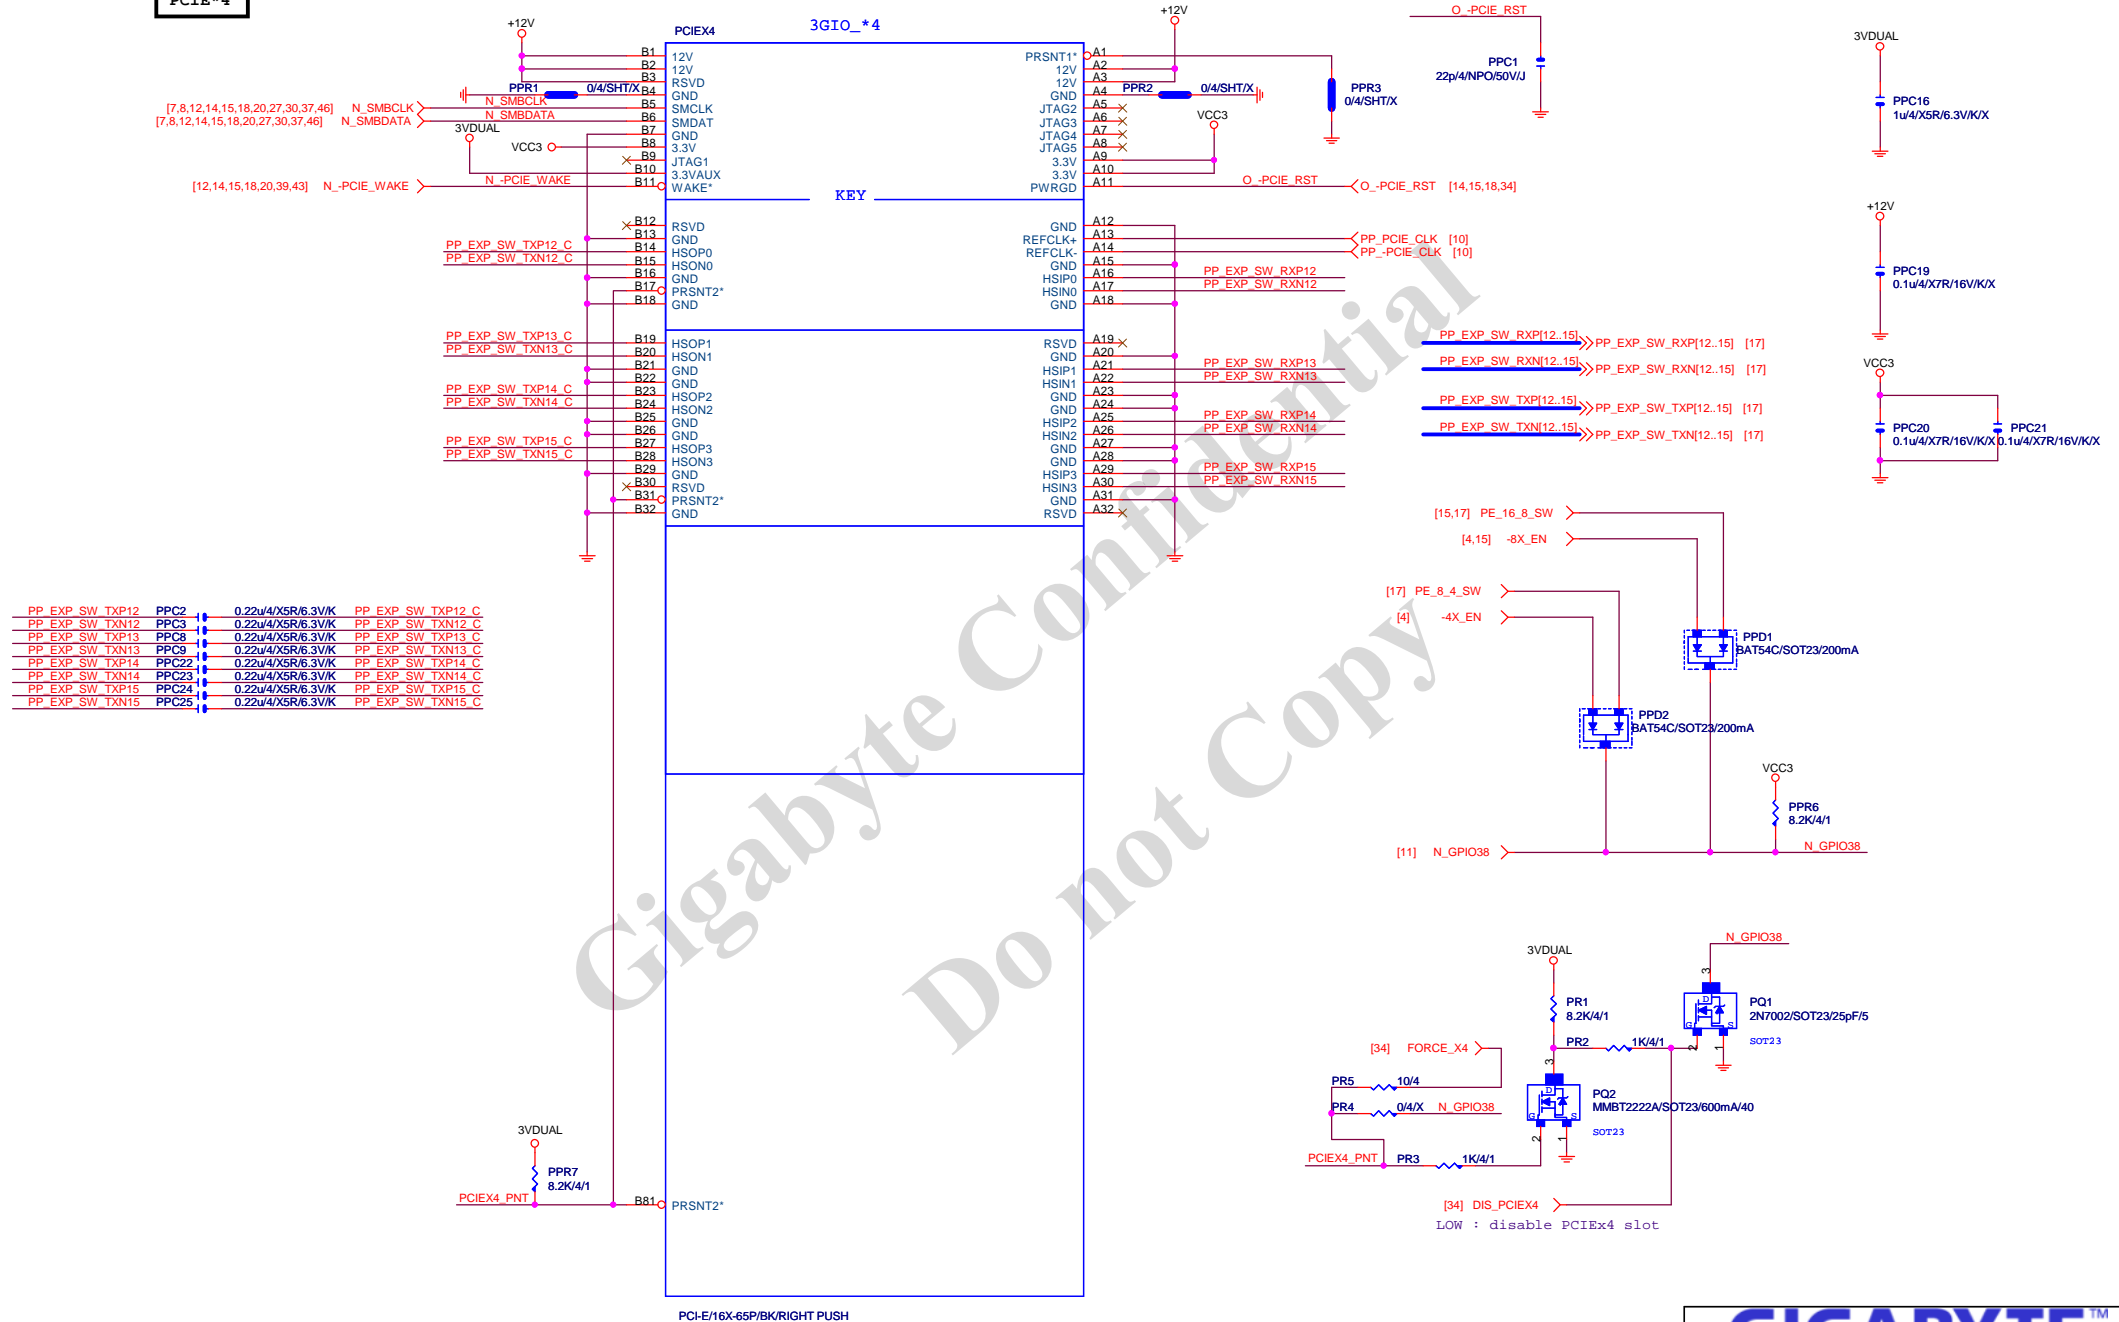 PCIE*4
3GIO_*4
PCIEX4
+12V
+12V
O_-PCIE_RST
PPC1
22p/4/NPO/50V/J
3VDUAL
PPC16
1u/4/X5R/6.3V/K/X
B1 12V
B2 12V
B3 RSVD
B4 GND
B5 SMCLK
B6 SMDAT
B7 GND
B8 3.3V
B9 JTAG1
B10 3.3VAUX
B11 WAKE*
PRSNT1* A1
12V A2
12V A3
GND A4
JTAG2 A5
JTAG3 A6
JTAG4 A7
JTAG5 A8
3.3V A9
3.3V A10
PWRGD A11
PPR1 0/4/SHT/X
PPR2 0/4/SHT/X
PPR3
0/4/SHT/X
[7,8,12,14,15,18,20,27,30,37,46] N_SMBCLK N_SMBCLK
[7,8,12,14,15,18,20,27,30,37,46] N_SMBDATA N_SMBDATA
3VDUAL
VCC3
VCC3
[12,14,15,18,20,39,43] N_-PCIE_WAKE N_-PCIE_WAKE
O_-PCIE_RST O_-PCIE_RST [14,15,18,34]
KEY
B12 RSVD
B13 GND
B14 HSOP0
B15 HSON0
B16 GND
B17 PRSNT2*
B18 GND
GND A12
REFCLK+ A13
REFCLK- A14
GND A15
HSIP0 A16
HSIN0 A17
GND A18
PP_EXP_SW_TXP12_C
PP_EXP_SW_TXN12_C
PP_PCIE_CLK [10]
PP_-PCIE_CLK [10]
PP_EXP_SW_RXP12
PP_EXP_SW_RXN12
+12V
PPC19
0.1u/4/X7R/16V/K/X
B19 HSOP1
B20 HSON1
B21 GND
B22 GND
B23 HSOP2
B24 HSON2
B25 GND
B26 GND
B27 HSOP3
B28 HSON3
B29 GND
B30 RSVD
B31 PRSNT2*
B32 GND
RSVD A19
GND A20
HSIP1 A21
HSIN1 A22
GND A23
GND A24
HSIP2 A25
HSIN2 A26
GND A27
GND A28
HSIP3 A29
HSIN3 A30
GND A31
RSVD A32
PP_EXP_SW_TXP13_C
PP_EXP_SW_TXN13_C
PP_EXP_SW_TXP14_C
PP_EXP_SW_TXN14_C
PP_EXP_SW_TXP15_C
PP_EXP_SW_TXN15_C
PP_EXP_SW_RXP13
PP_EXP_SW_RXN13
PP_EXP_SW_RXP14
PP_EXP_SW_RXN14
PP_EXP_SW_RXP15
PP_EXP_SW_RXN15
PP_EXP_SW_RXP[12..15] PP_EXP_SW_RXP[12..15] [17]
PP_EXP_SW_RXN[12..15] PP_EXP_SW_RXN[12..15] [17]
PP_EXP_SW_TXP[12..15] PP_EXP_SW_TXP[12..15] [17]
PP_EXP_SW_TXN[12..15] PP_EXP_SW_TXN[12..15] [17]
VCC3
PPC20 PPC21
0.1u/4/X7R/16V/K/X 0.1u/4/X7R/16V/K/X
[15,17] PE_16_8_SW
[4,15] -8X_EN
[17] PE_8_4_SW
[4] -4X_EN
PPD1
BAT54C/SOT23/200mA
PPD2
BAT54C/SOT23/200mA
PP_EXP_SW_TXP12 PPC2 0.22u/4/X5R/6.3V/K PP_EXP_SW_TXP12_C
PP_EXP_SW_TXN12 PPC3 0.22u/4/X5R/6.3V/K PP_EXP_SW_TXN12_C
PP_EXP_SW_TXP13 PPC8 0.22u/4/X5R/6.3V/K PP_EXP_SW_TXP13_C
PP_EXP_SW_TXN13 PPC9 0.22u/4/X5R/6.3V/K PP_EXP_SW_TXN13_C
PP_EXP_SW_TXP14 PPC22 0.22u/4/X5R/6.3V/K PP_EXP_SW_TXP14_C
PP_EXP_SW_TXN14 PPC23 0.22u/4/X5R/6.3V/K PP_EXP_SW_TXN14_C
PP_EXP_SW_TXP15 PPC24 0.22u/4/X5R/6.3V/K PP_EXP_SW_TXP15_C
PP_EXP_SW_TXN15 PPC25 0.22u/4/X5R/6.3V/K PP_EXP_SW_TXN15_C
VCC3
PPR6
8.2K/4/1
[11] N_GPIO38 N_GPIO38
Gigabyte Confidential
Do not Copy
3VDUAL
PR1
8.2K/4/1
N_GPIO38
3
D
G S
2 1
PQ1
2N7002/SOT23/25pF/5
SOT23
PR2 1K/4/1
[34] FORCE_X4
PR5 10/4
PR4 0/4/X N_GPIO38
3
D
G S
2 1
PQ2
MMBT2222A/SOT23/600mA/40
SOT23
PCIEX4_PNT PR3 1K/4/1
[34] DIS_PCIEX4
LOW : disable PCIEx4 slot
3VDUAL
PPR7
8.2K/4/1
PCIEX4_PNT B81 PRSNT2*
PCI-E/16X-65P/BK/RIGHT PUSH
GIGABYTE™